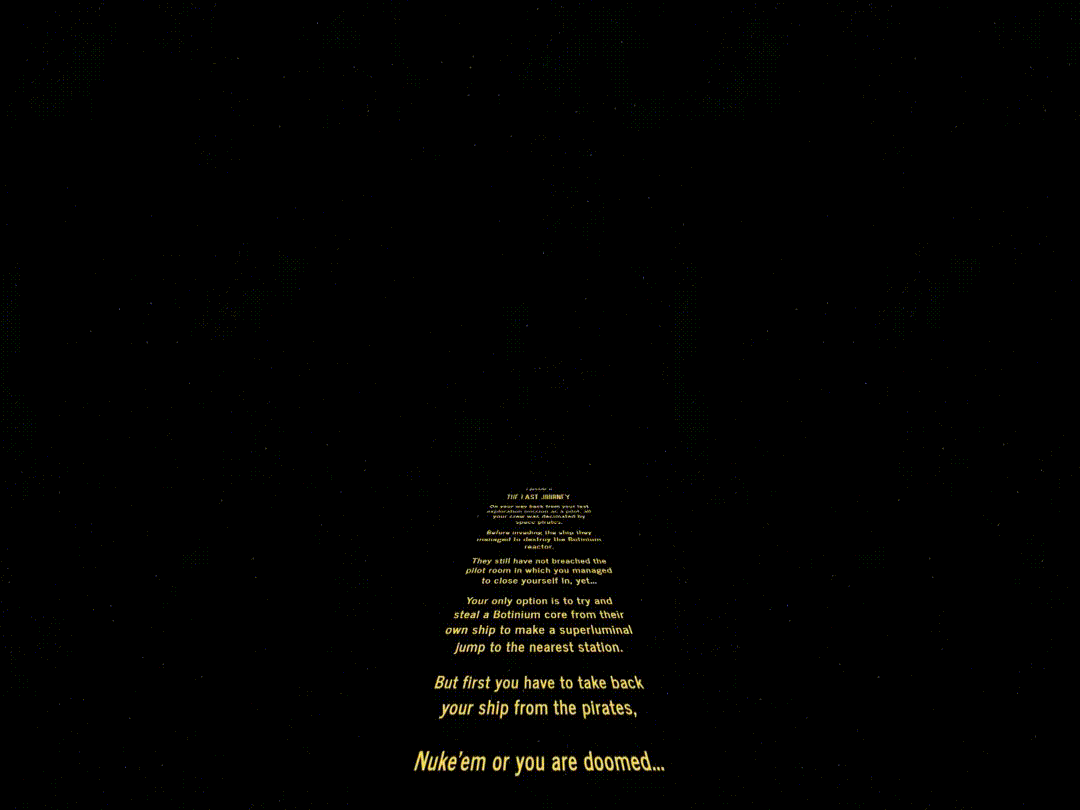 THE LAST JOURNEY
On your way back from your last
exploration mission as a pilot, all
your crew was decimated by
space pirates.
Before invading the ship they
managed to destroy the Botinium
reactor.
They still have not breached the
pilot room in which you managed
to close yourself in, yet...
Your only option is to try and
steal a Botinium core from their
own ship to make a superluminal
jump to the nearest station.
But first you have to take back
your ship from the pirates,
Nuke'em or you are doomed...